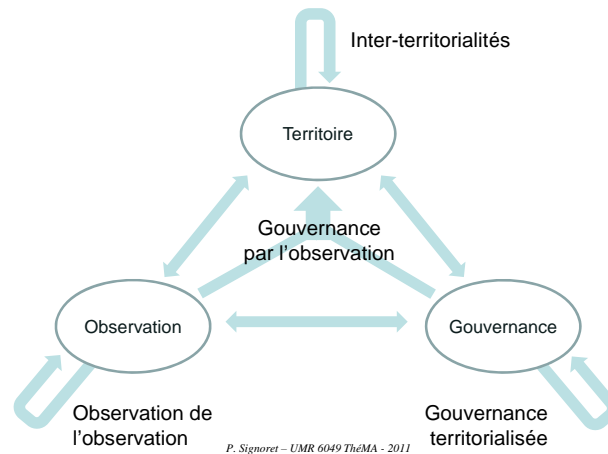 Inter-territorialités
Territoire
Gouvernance
par l'observation
Observation
Gouvernance
Observation de
l'observation
Gouvernance
territorialisée
P. Signoret – UMR 6049 ThéMA - 2011